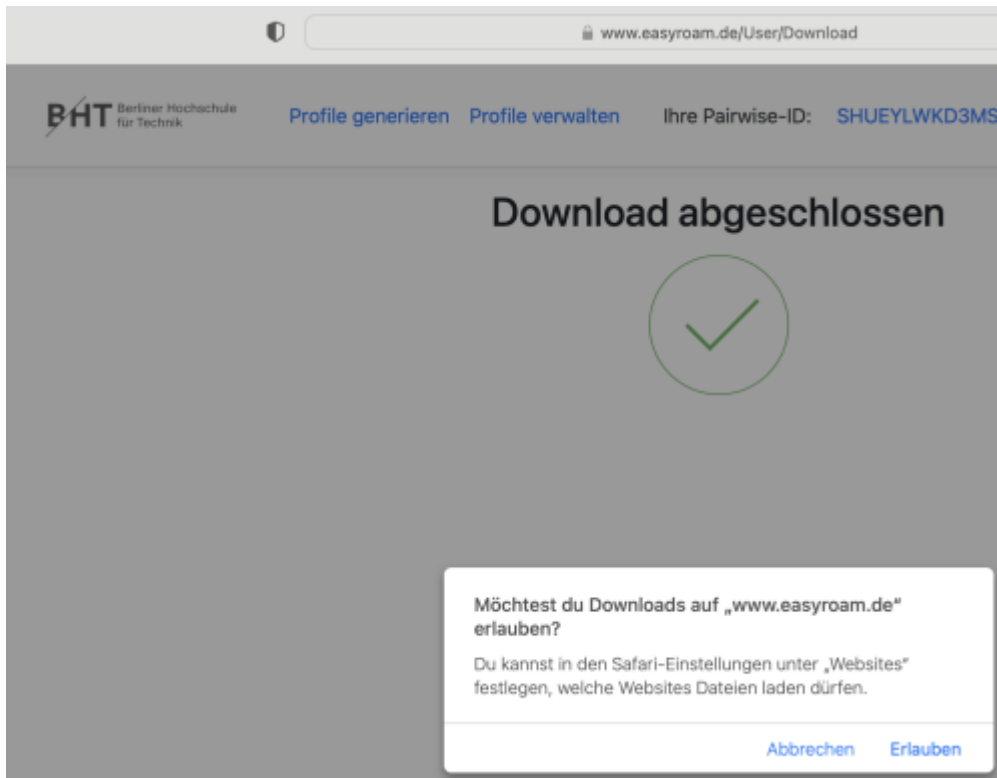 www.easyroam.de/User/Download
BHT Berliner Hochschule
für Technik
Profile generieren Profile verwalten Ihre Pairwise-ID: SHUEYLWKD3MS
Download abgeschlossen
Möchtest du Downloads auf „www.easyroam.de“
erlauben?
Du kannst in den Safari-Einstellungen unter „Websites“
festlegen, welche Websites Dateien laden dürfen.
Abbrechen Erlauben